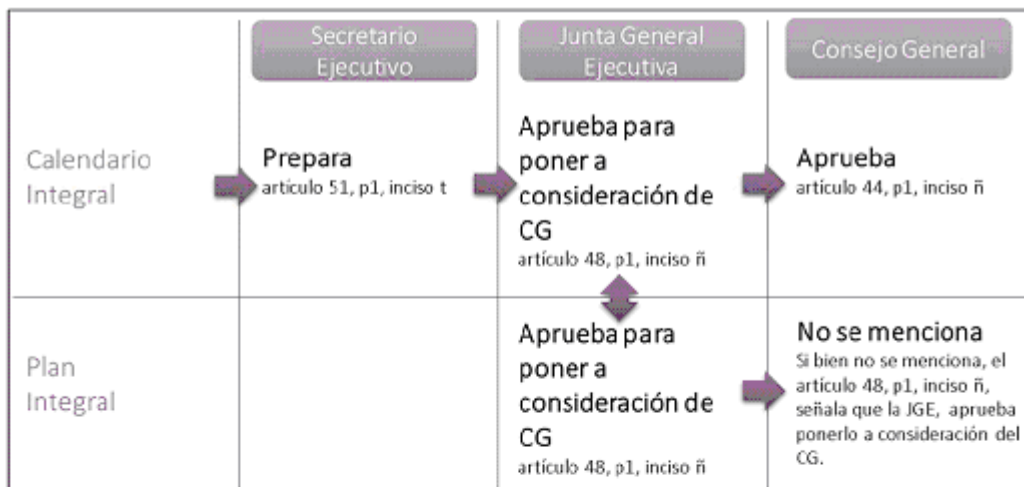 Secretario
Ejecutivo
Junta General
Ejecutiva
Consejo General
Calendario
Integral
Prepara
artículo 51, p1, inciso t
Aprueba para
poner a
consideración de
CG
artículo 48, p1, inciso ñ
Aprueba
artículo 44, p1, inciso ñ
Plan
Integral
Aprueba para
poner a
consideración de
CG
artículo 48, p1, inciso ñ
No se menciona
Si bien no se menciona, el
artículo 48, p1, inciso ñ,
señala que la JGE, aprueba
ponerlo a consideración del
CG.